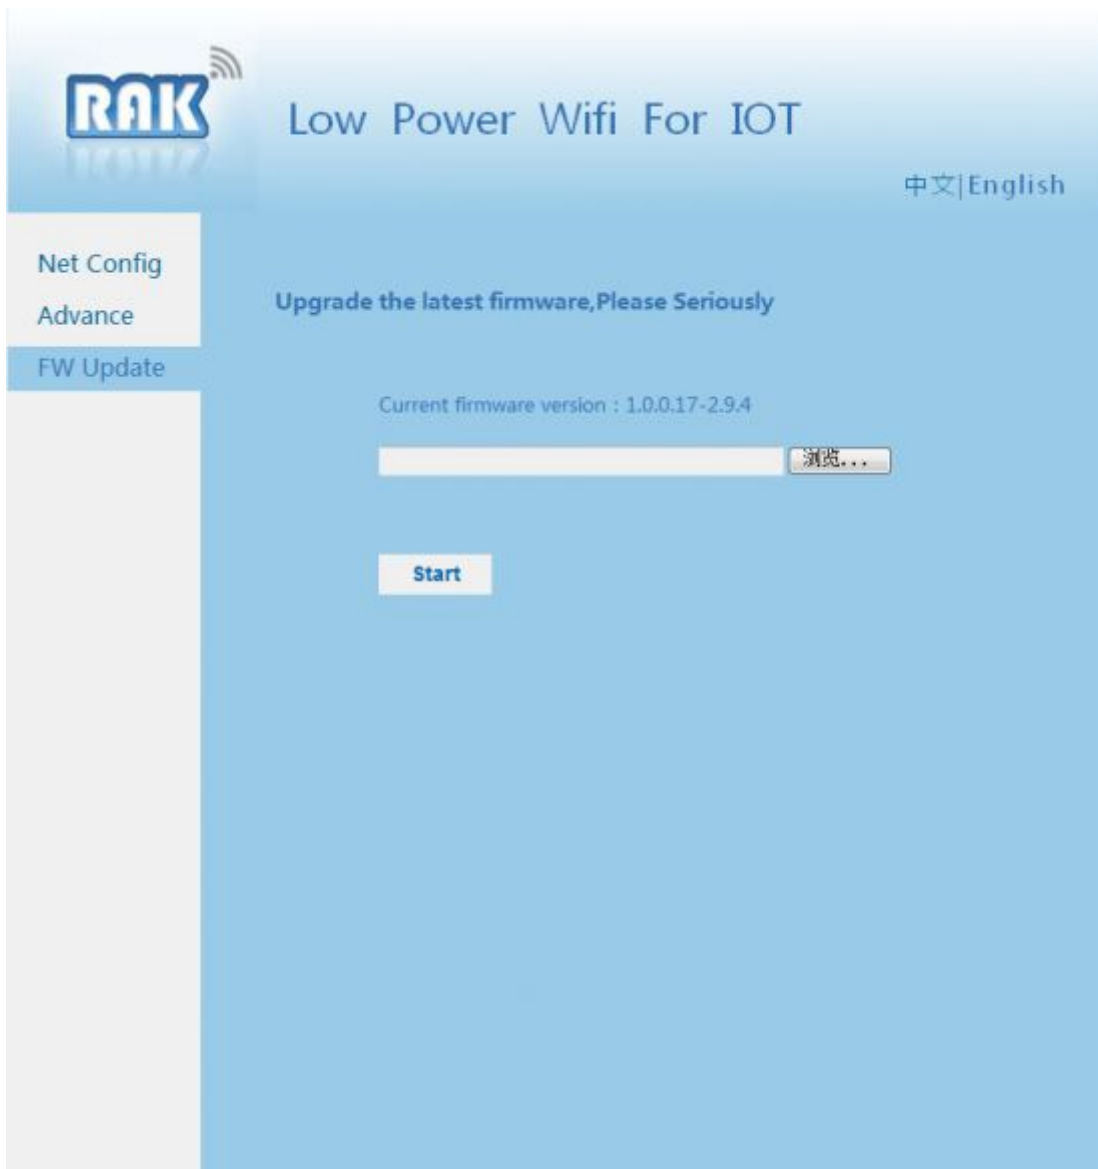 RAK
Low Power Wifi For IOT
中文|English
Net Config
Advance
FW Update
Upgrade the latest firmware,Please Seriously
Current firmware version : 1.0.0.17-2.9.4
浏览...
Start